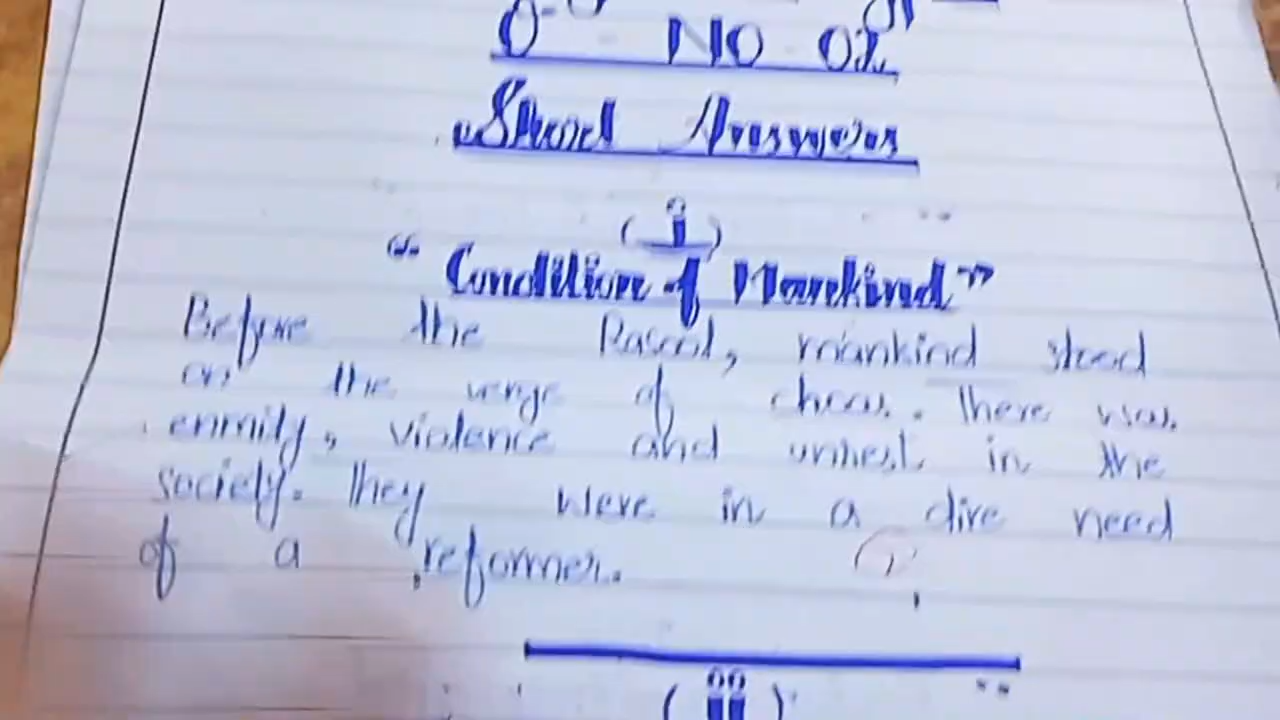 Q NO 02
Short Answers
(i)
“ Condition of Mankind ”
Before the Rasool, mankind stood
on the verge of choas. There was
enmity, violence and unrest in the
society. They were in a dire need
of a reformer.
(ii)